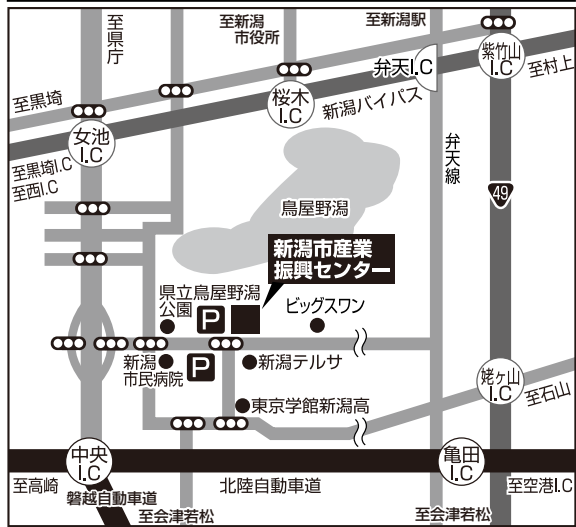 至県庁
至新潟
市役所
至新潟駅
弁天I.C
紫竹山
I.C
至村上
至黒埼
桜木
I.C
新潟バイパス
女池
I.C
至黒埼I.C
至西I.C
弁天線
49
鳥屋野潟
新潟市産業
振興センター
県立鳥屋野潟
公園
P
ビッグスワン
新潟
市民病院
P
新潟テルサ
姥ヶ山
I.C
至石山
東京学館新潟高
中央
I.C
亀田
I.C
至高崎
北陸自動車道
至空港I.C
磐越自動車道
至会津若松
至会津若松